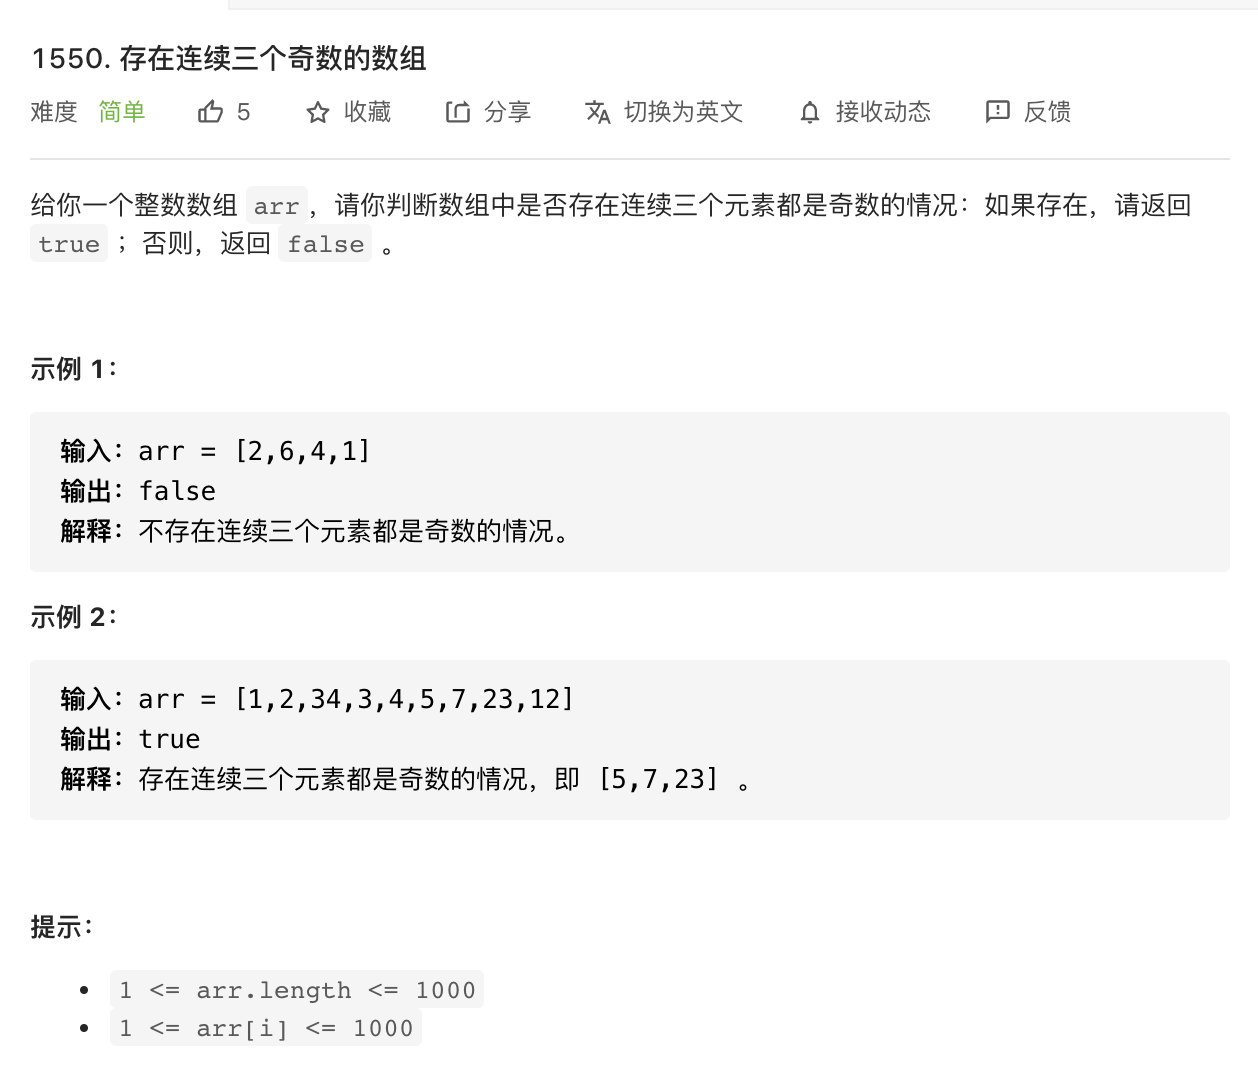 1550. 存在连续三个奇数的数组
难度 简单 5 收藏 分享 切换为英文 接收动态 反馈
给你一个整数数组 arr，请你判断数组中是否存在连续三个元素都是奇数的情况：如果存在，请返回
true ；否则，返回 false 。
示例 1：
输入：arr = [2,6,4,1]
输出：false
解释：不存在连续三个元素都是奇数的情况。
示例 2：
输入：arr = [1,2,34,3,4,5,7,23,12]
输出：true
解释：存在连续三个元素都是奇数的情况，即 [5,7,23] 。
提示：
• 1 <= arr.length <= 1000
• 1 <= arr[i] <= 1000